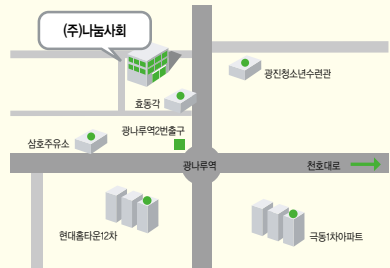 (주)나눔사회
광진청소년수련관
효동각
광나루역2번출구
삼호주유소
광나루역
천호대로
현대홈타운12차
극동1차아파트